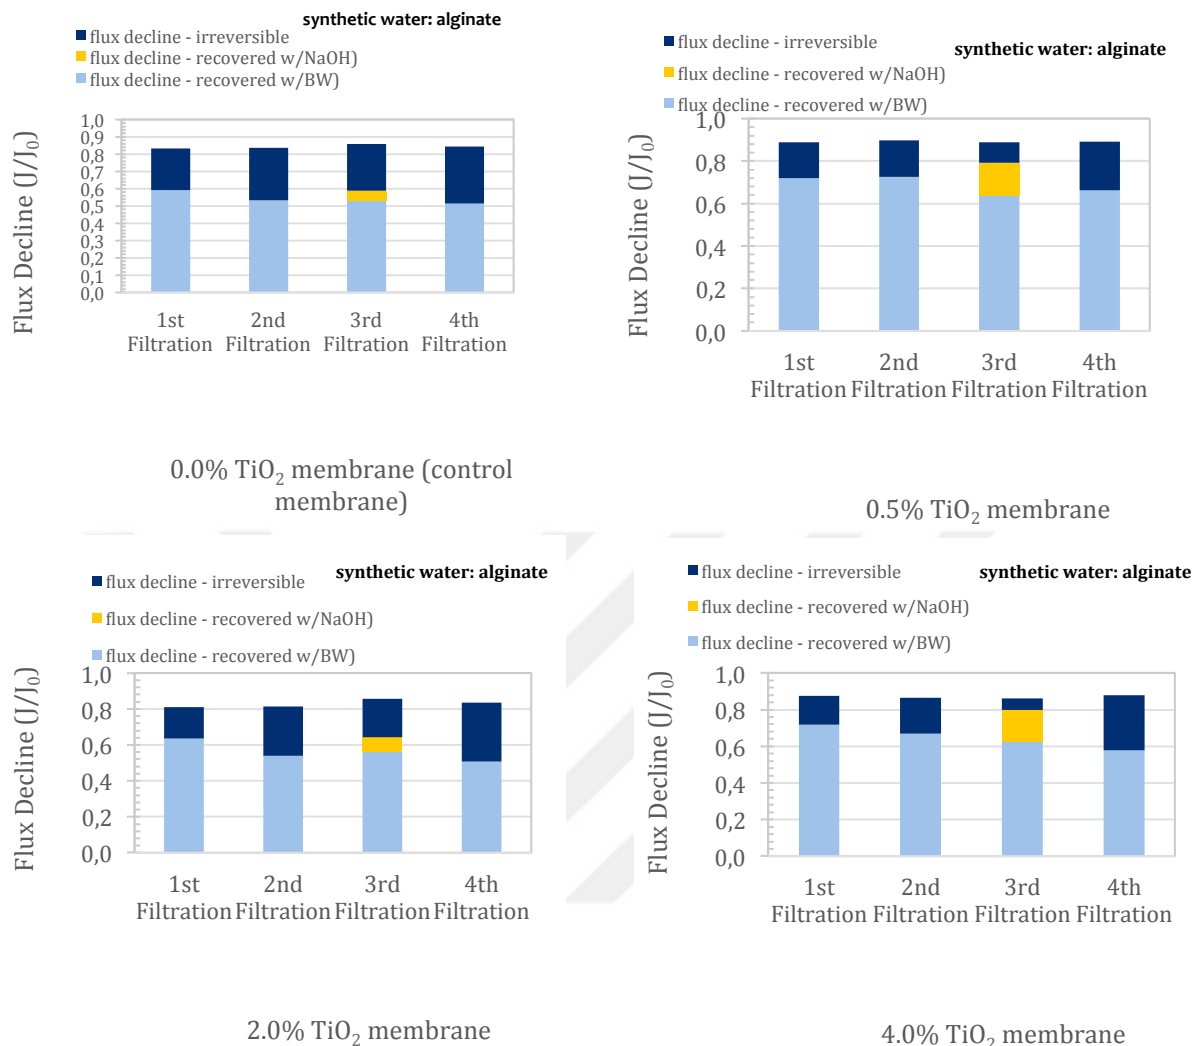 synthetic water: alginate
flux decline - irreversible
flux decline - recovered w/NaOH)
flux decline - recovered w/BW)
Flux Decline (J/J₀)
1,0
0,9
0,8
0,7
0,6
0,5
0,4
0,3
0,2
0,1
0,0
1st 2nd 3rd 4th
Filtration Filtration Filtration Filtration
0.0% TiO₂ membrane (control
membrane)
flux decline - irreversible
synthetic water: alginate
flux decline - recovered w/NaOH)
flux decline - recovered w/BW)
Flux Decline (J/J₀)
1,0
0,8
0,6
0,4
0,2
0,0
1st 2nd 3rd 4th
Filtration Filtration Filtration Filtration
0.5% TiO₂ membrane
flux decline - irreversible
synthetic water: alginate
flux decline - recovered w/NaOH)
flux decline - recovered w/BW)
Flux Decline (J/J₀)
1,0
0,8
0,6
0,4
0,2
0,0
1st 2nd 3rd 4th
Filtration Filtration Filtration Filtration
2.0% TiO₂ membrane
flux decline - irreversible
synthetic water: alginate
flux decline - recovered w/NaOH)
flux decline - recovered w/BW)
Flux Decline (J/J₀)
1,0
0,8
0,6
0,4
0,2
0,0
1st 2nd 3rd 4th
Filtration Filtration Filtration Filtration
4.0% TiO₂ membrane